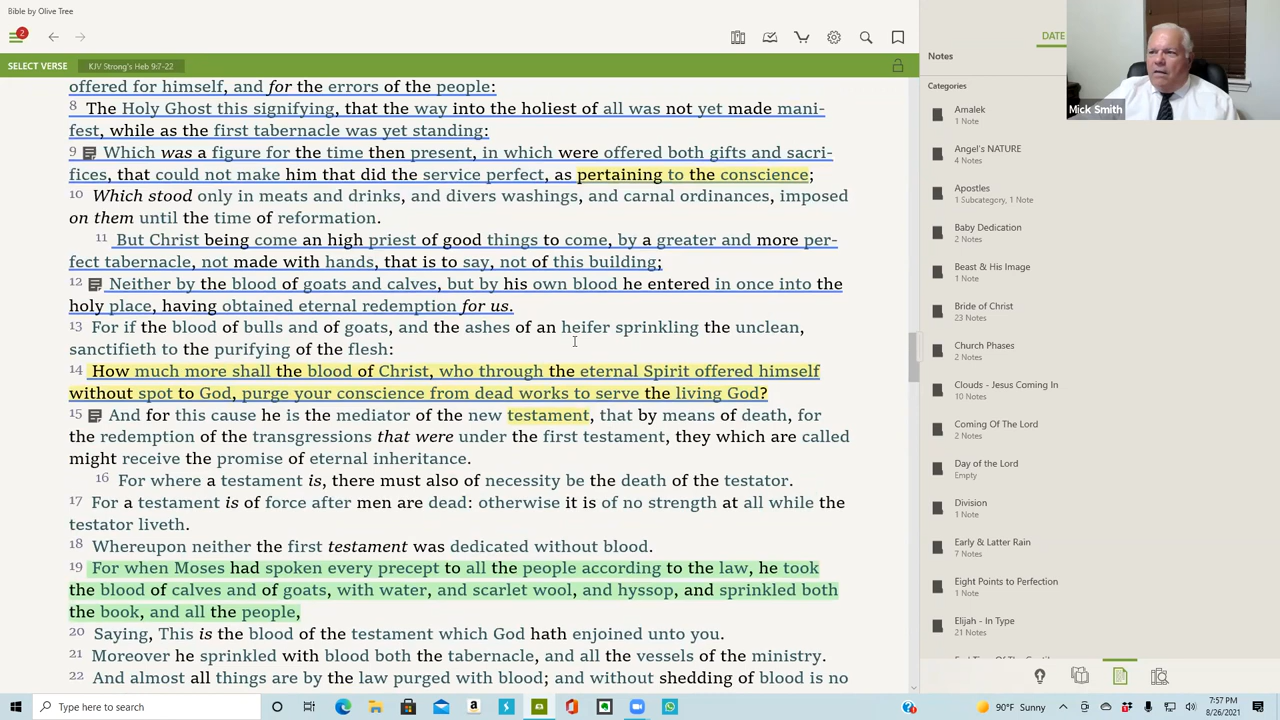 Bible by Olive Tree
2
SELECT VERSE
KJV Strong's Heb 9:7-22
offered for himself, and for the errors of the people:
8 The Holy Ghost this signifying, that the way into the holiest of all was not yet made mani-
fest, while as the first tabernacle was yet standing:
9 Which was a figure for the time then present, in which were offered both gifts and sacri-
fices, that could not make him that did the service perfect, as pertaining to the conscience;
10 Which stood only in meats and drinks, and divers washings, and carnal ordinances, imposed
on them until the time of reformation.
11 But Christ being come an high priest of good things to come, by a greater and more per-
fect tabernacle, not made with hands, that is to say, not of this building;
12 Neither by the blood of goats and calves, but by his own blood he entered in once into the
holy place, having obtained eternal redemption for us.
13 For if the blood of bulls and of goats, and the ashes of an heifer sprinkling the unclean,
sanctifieth to the purifying of the flesh:
14 How much more shall the blood of Christ, who through the eternal Spirit offered himself
without spot to God, purge your conscience from dead works to serve the living God?
15 And for this cause he is the mediator of the new testament, that by means of death, for
the redemption of the transgressions that were under the first testament, they which are called
might receive the promise of eternal inheritance.
16 For where a testament is, there must also of necessity be the death of the testator.
17 For a testament is of force after men are dead: otherwise it is of no strength at all while the
testator liveth.
18 Whereupon neither the first testament was dedicated without blood.
19 For when Moses had spoken every precept to all the people according to the law, he took
the blood of calves and of goats, with water, and scarlet wool, and hyssop, and sprinkled both
the book, and all the people,
20 Saying, This is the blood of the testament which God hath enjoined unto you.
21 Moreover he sprinkled with blood both the tabernacle, and all the vessels of the ministry.
22 And almost all things are by the law purged with blood; and without shedding of blood is no
DATE
Mick Smith
Notes
Categories
Amalek
1 Note
Angel's NATURE
4 Notes
Apostles
1 Subcategory, 1 Note
Baby Dedication
2 Notes
Beast & His Image
1 Note
Bride of Christ
23 Notes
Church Phases
2 Notes
Clouds - Jesus Coming In
10 Notes
Coming Of The Lord
2 Notes
Day of the Lord
Empty
Division
1 Note
Early & Latter Rain
7 Notes
Eight Points to Perfection
1 Note
Elijah - In Type
21 Notes
Type here to search
90°F Sunny
7:57 PM
8/26/2021